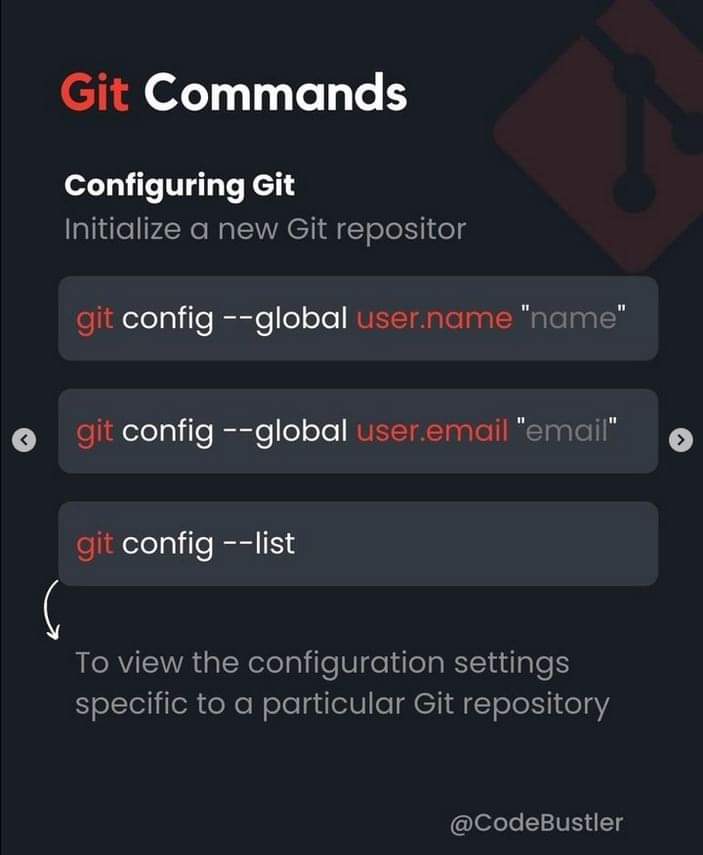 Git Commands
Configuring Git
Initialize a new Git repositor
git config --global user.name "name"
git config --global user.email "email"
git config --list
To view the configuration settings
specific to a particular Git repository
@CodeBustler